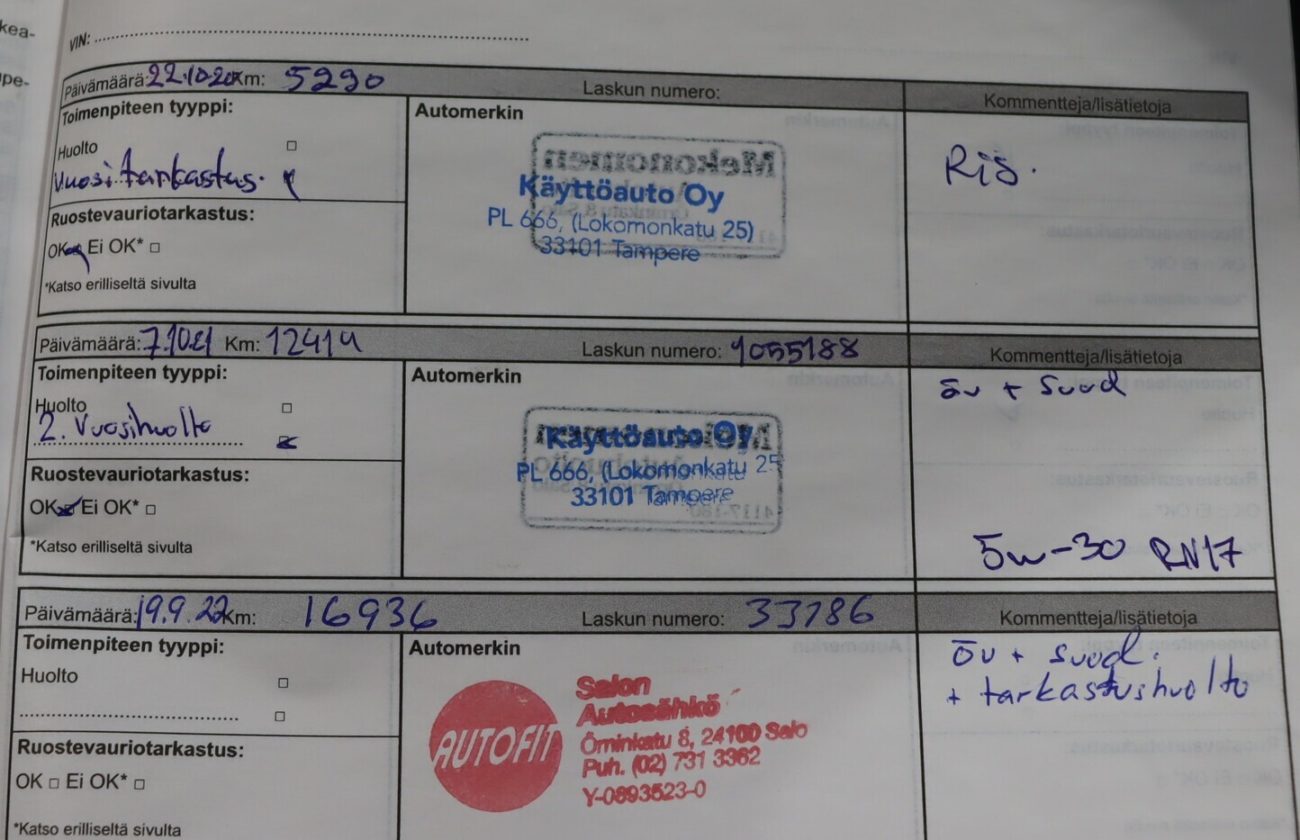 kea-
pe-
VIN:
Päivämäärä: 22.10.20 Km: 5290 Laskun numero: Kommentteja/lisätietoja
Toimenpiteen tyyppi:
Automerkin
Huolto
Vuositarkastus.
Käyttöauto Oy
PL 666, (Lokomonkatu 25)
33101 Tampere
Ruostevauriotarkastus:
OK Ei OK*
*Katso erilliseltä sivulta
Päivämäärä: 7.10.21 Km: 12414 Laskun numero: 1055188 Kommentteja/lisätietoja
Toimenpiteen tyyppi:
Automerkin
öv + suod
Huolto
2. Vuosihuolto
Käyttöauto Oy
PL 666, (Lokomonkatu 25
33101 Tampere
Ruostevauriotarkastus:
OK Ei OK*
5w-30 RN17
*Katso erilliseltä sivulta
Päivämäärä: 19.9.22 Km: 16936 Laskun numero: 33786 Kommentteja/lisätietoja
Toimenpiteen tyyppi:
Automerkin
öv + suod.
+ tarkastushuolto
Huolto
AUTOFIT
Salon
Autosähkö
Örninkatu 8, 24100 Salo
Puh. (02) 731 3362
Y-0893523-0
Ruostevauriotarkastus:
OK Ei OK*
*Katso erilliseltä sivulta